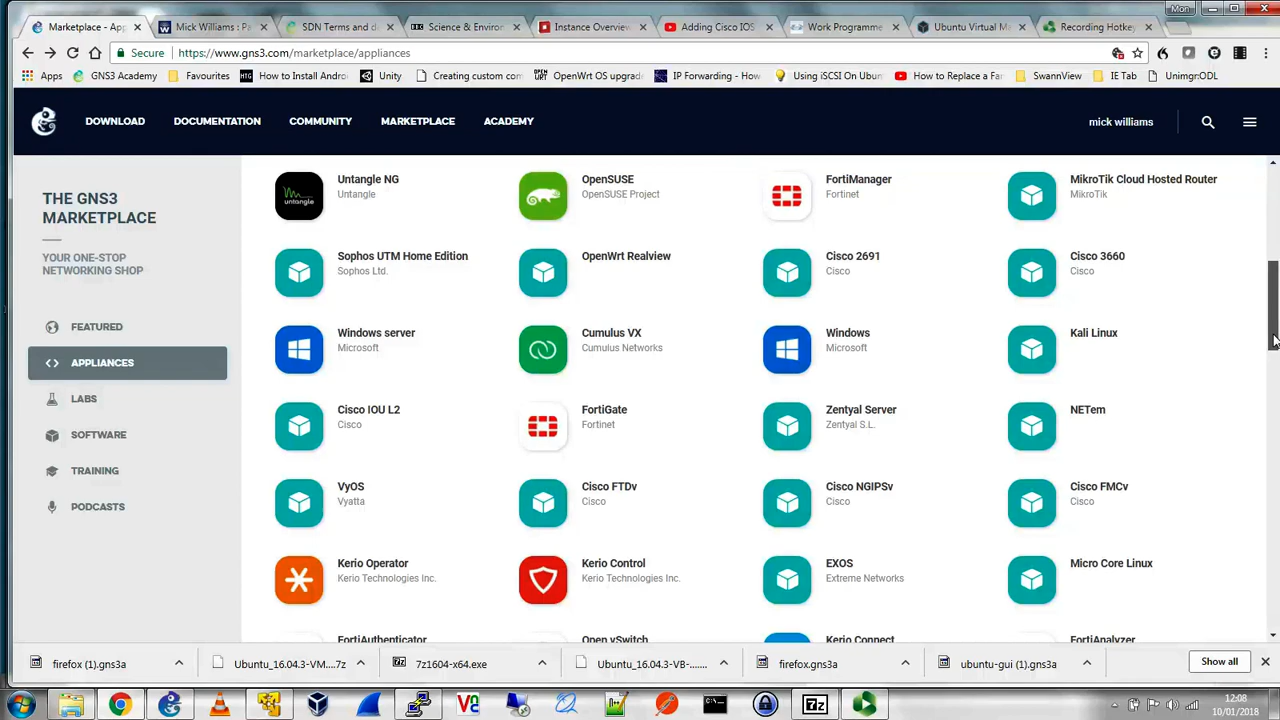 Mon
Marketplace - Ap
Mick Williams: P
SDN Terms and d
Science & Environ
Instance Overview
Adding Cisco IOS
Work Programme
Ubuntu Virtual M
Recording Hotkey
Secure
https://www.gns3.com/marketplace/appliances
Apps
GNS3 Academy
Favourites
How to Install Andro
Unity
Creating custom com
OpenWrt OS upgrad
IP Forwarding - How
Using iSCSI On Ubun
How to Replace a Fan
SwannView
IE Tab
Unimgr:ODL
DOWNLOAD
DOCUMENTATION
COMMUNITY
MARKETPLACE
ACADEMY
mick williams
THE GNS3
MARKETPLACE
YOUR ONE-STOP
NETWORKING SHOP
FEATURED
APPLIANCES
LABS
SOFTWARE
TRAINING
PODCASTS
Untangle NG
Untangle
untangle
OpenSUSE
OpenSUSE Project
FortiManager
Fortinet
MikroTik Cloud Hosted Router
MikroTik
Sophos UTM Home Edition
Sophos Ltd.
OpenWrt Realview
Cisco 2691
Cisco
Cisco 3660
Cisco
Windows server
Microsoft
Cumulus VX
Cumulus Networks
Windows
Microsoft
Kali Linux
Cisco IOU L2
Cisco
FortiGate
Fortinet
Zentyal Server
Zentyal S.L.
NETem
VyOS
Vyatta
Cisco FTDv
Cisco
Cisco NGIPSv
Cisco
Cisco FMCv
Cisco
Kerio Operator
Kerio Technologies Inc.
Kerio Control
Kerio Technologies Inc.
EXOS
Extreme Networks
Micro Core Linux
FortiAuthenticator
Open vSwitch
Kerio Connect
FortiAnalyzer
firefox (1).gns3a
Ubuntu_16.04.3-VM....7z
7z1604-x64.exe
Ubuntu_16.04.3-VB-......7z
firefox.gns3a
ubuntu-gui (1).gns3a
Show all
12:08
10/01/2018